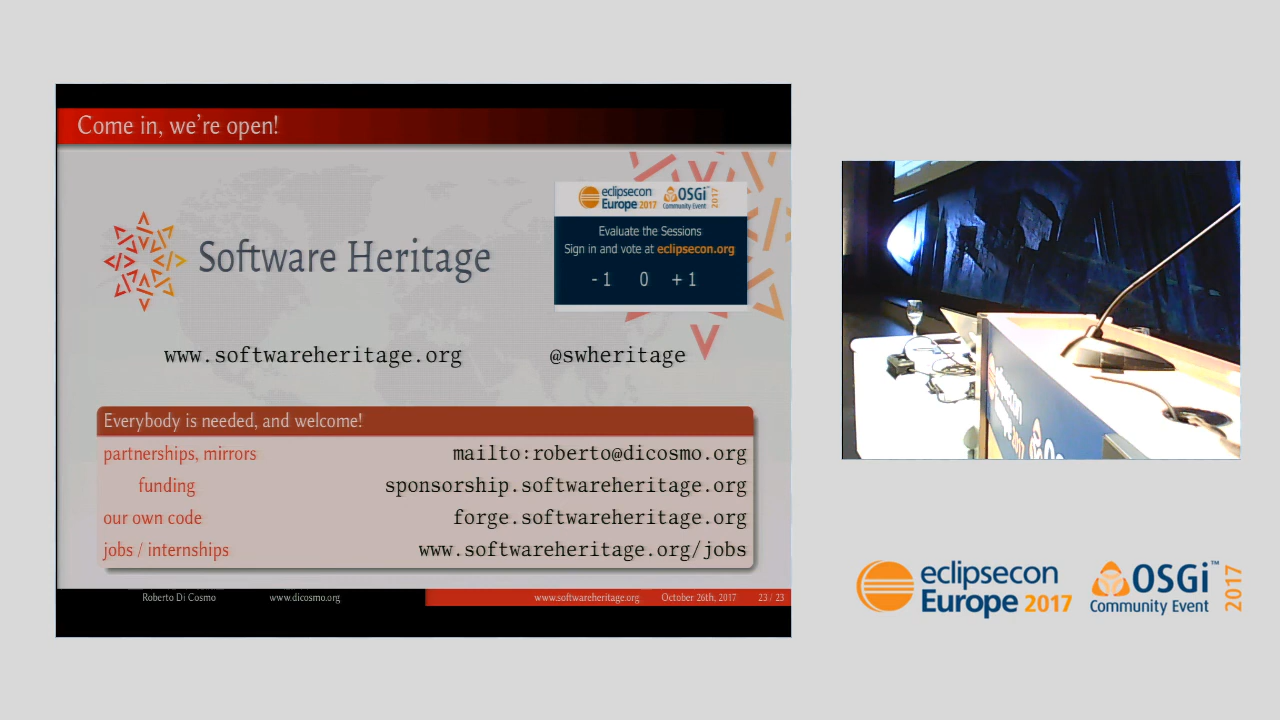 Come in, we're open!
eclipsecon
Europe 2017
OSGi™
Community Event
2017
Evaluate the Sessions
Sign in and vote at eclipsecon.org
- 1 0 + 1
Software Heritage
www.softwareheritage.org @swheritage
Everybody is needed, and welcome!
partnerships, mirrors mailto:roberto@dicosmo.org
funding sponsorship.softwareheritage.org
our own code forge.softwareheritage.org
jobs / internships www.softwareheritage.org/jobs
Roberto Di Cosmo www.dicosmo.org www.softwareheritage.org October 26th, 2017 23 / 23
eclipsecon
Europe 2017
OSGi™
Community Event
2017